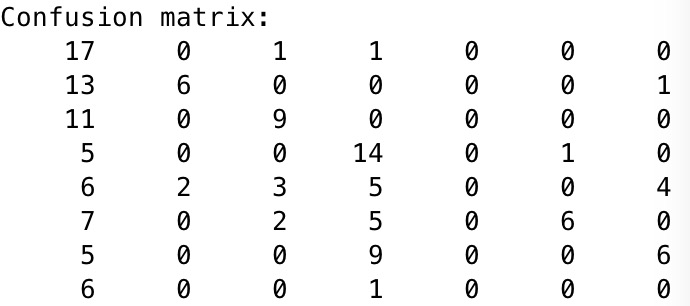 Confusion matrix:
17 0 1 1 0 0 0
13 6 0 0 0 0 1
11 0 9 0 0 0 0
5 0 0 14 0 1 0
6 2 3 5 0 0 4
7 0 2 5 0 6 0
5 0 0 9 0 0 6
6 0 0 1 0 0 0